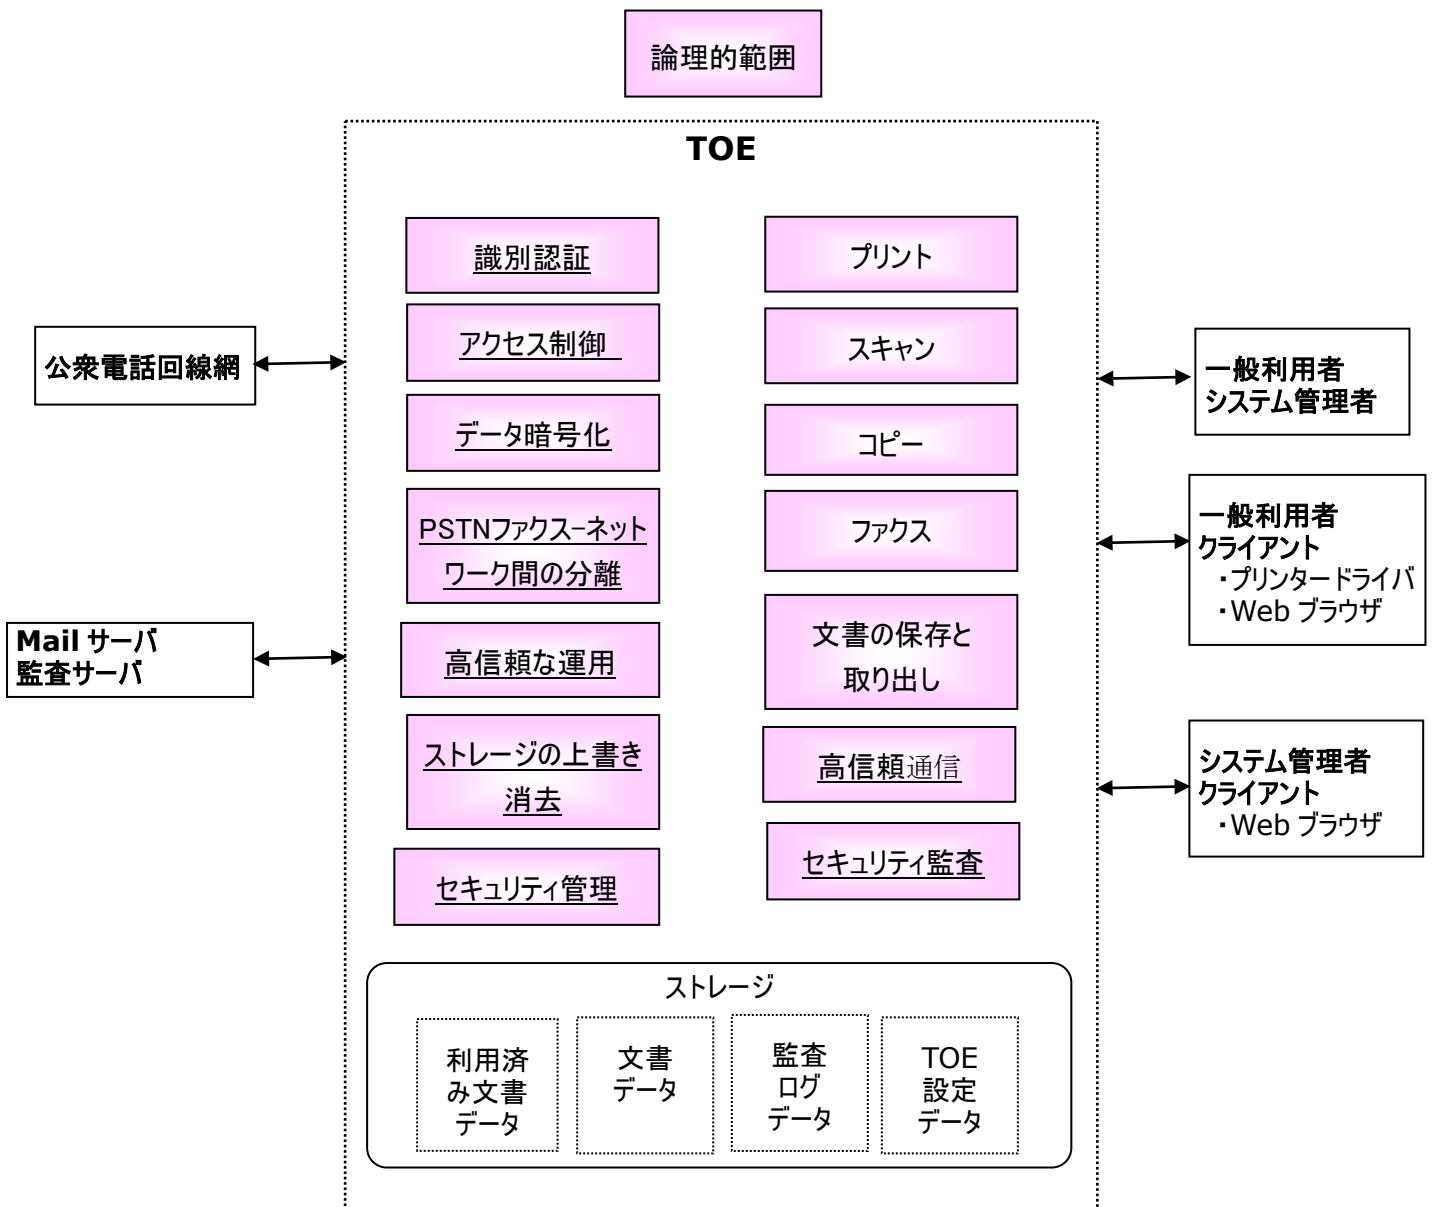 論理的範囲
TOE
識別認証
アクセス制御
データ暗号化
PSTNファクス-ネット
ワーク間の分離
高信頼な運用
ストレージの上書き
消去
セキュリティ管理
プリント
スキャン
コピー
ファクス
文書の保存と
取り出し
高信頼通信
セキュリティ監査
公衆電話回線網
Mail サーバ
監査サーバ
一般利用者
システム管理者
一般利用者
クライアント
・プリンタードライバ
・Web ブラウザ
システム管理者
クライアント
・Web ブラウザ
ストレージ
利用済
み文書
データ
文書
データ
監査
ログ
データ
TOE
設定
データ